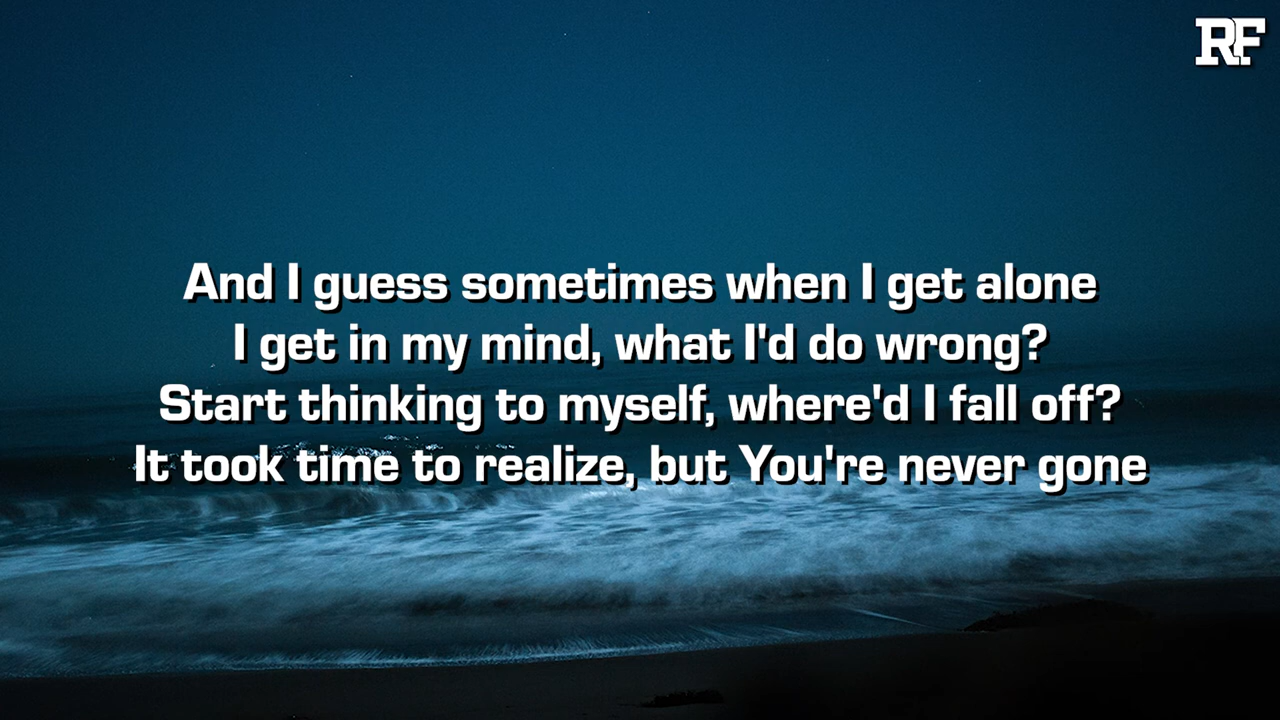 RF
And I guess sometimes when I get alone
I get in my mind, what I'd do wrong?
Start thinking to myself, where'd I fall off?
It took time to realize, but You're never gone